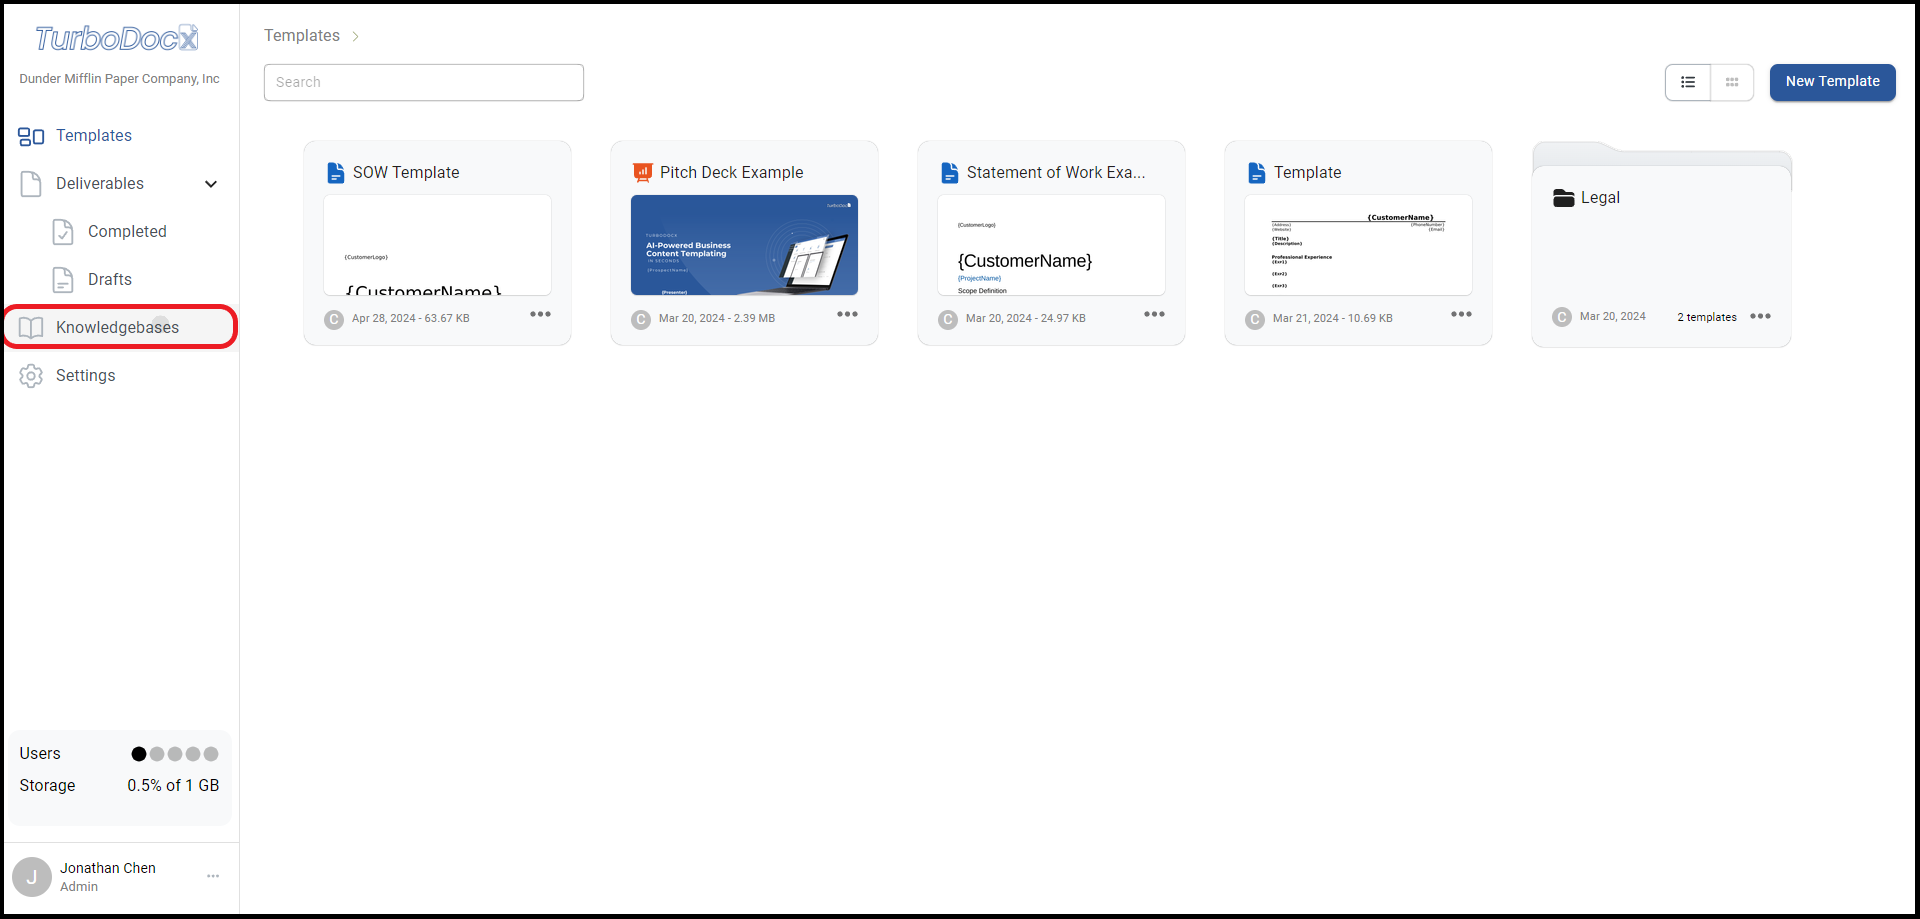 TurboDocX
Dunder Mifflin Paper Company, Inc
Templates
Deliverables
Completed
Drafts
Knowledgebases
Settings
Users
Storage 0.5% of 1 GB
J
Jonathan Chen
Admin
Templates
Search
New Template
SOW Template
{CustomerLogo}
{CustomerName}
C Apr 28, 2024 - 63.67 KB
Pitch Deck Example
TurboDocX
TURBODOCX
AI-Powered Business
Content Templating
IN SECONDS
{ProspectName}
{Presenter}
C Mar 20, 2024 - 2.39 MB
Statement of Work Exa...
{CustomerLogo}
{CustomerName}
{ProjectName}
Scope Definition
C Mar 20, 2024 - 24.97 KB
Template
{CustomerName}
{Address} {PhoneNumber}
{Website} {Email}
{Title}
{Description}
Professional Experience
{Exr1}
{Exr2}
{Exr3}
C Mar 21, 2024 - 10.69 KB
Legal
C Mar 20, 2024 2 templates